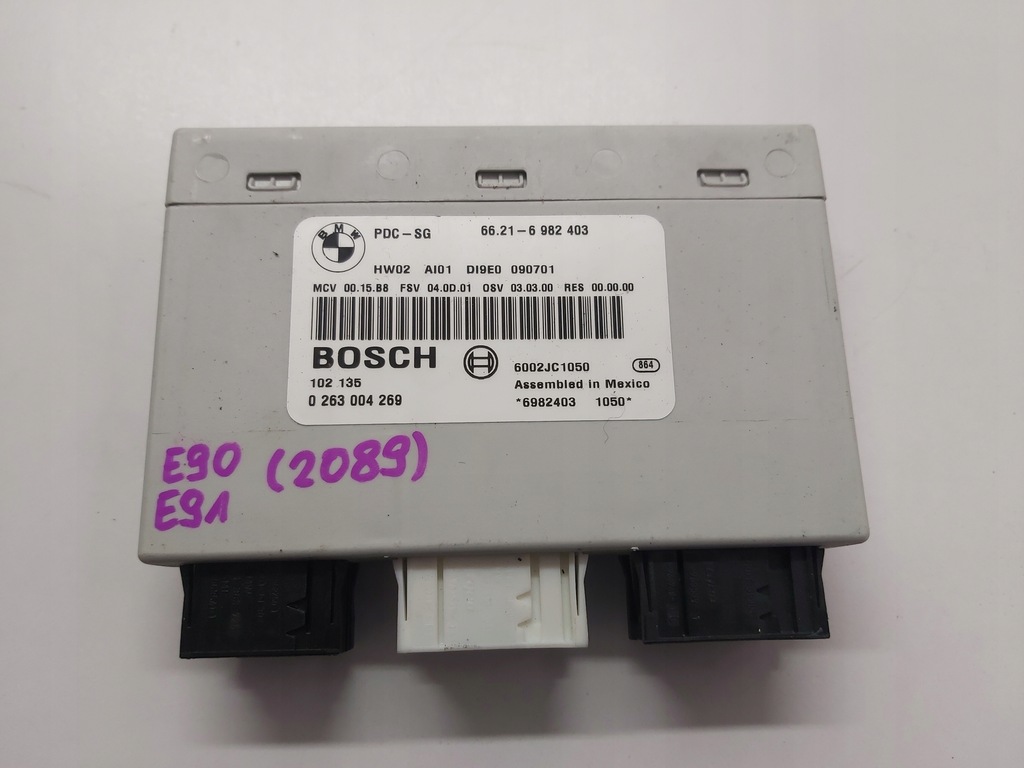 BMW
PDC-SG 66.21-6 982 403
HW02 AI01 DI9E0 090701
MCV 00.15.B8 FSV 04.0D.01 OSV 03.03.00 RES 00.00.00
BOSCH 6002JC1050 864
102 135 Assembled in Mexico
0 263 004 269 *6982403 1050*
E90 (2089)
E91